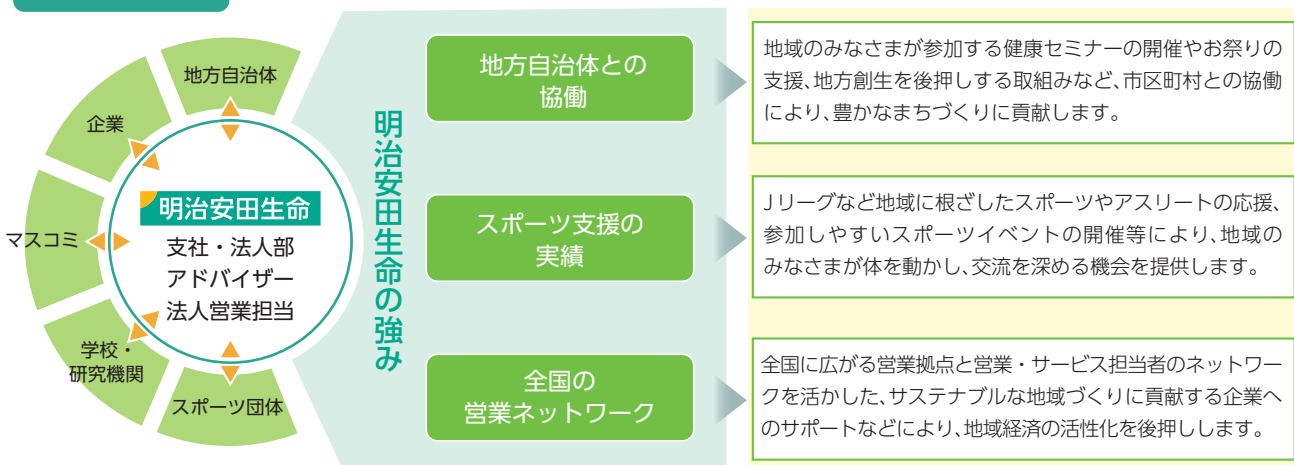 地方自治体
企業
マスコミ
学校・
研究機関
スポーツ団体
明治安田生命
支社・法人部
アドバイザー
法人営業担当
明治安田生命の強み
地方自治体との
協働
地域のみなさまが参加する健康セミナーの開催やお祭りの
支援、地方創生を後押しする取組みなど、市区町村との協働
により、豊かなまちづくりに貢献します。
スポーツ支援の
実績
Jリーグなど地域に根ざしたスポーツやアスリートの応援、
参加しやすいスポーツイベントの開催等により、地域の
みなさまが体を動かし、交流を深める機会を提供します。
全国の
営業ネットワーク
全国に広がる営業拠点と営業・サービス担当者のネットワー
クを活かした、サステナブルな地域づくりに貢献する企業へ
のサポートなどにより、地域経済の活性化を後押しします。